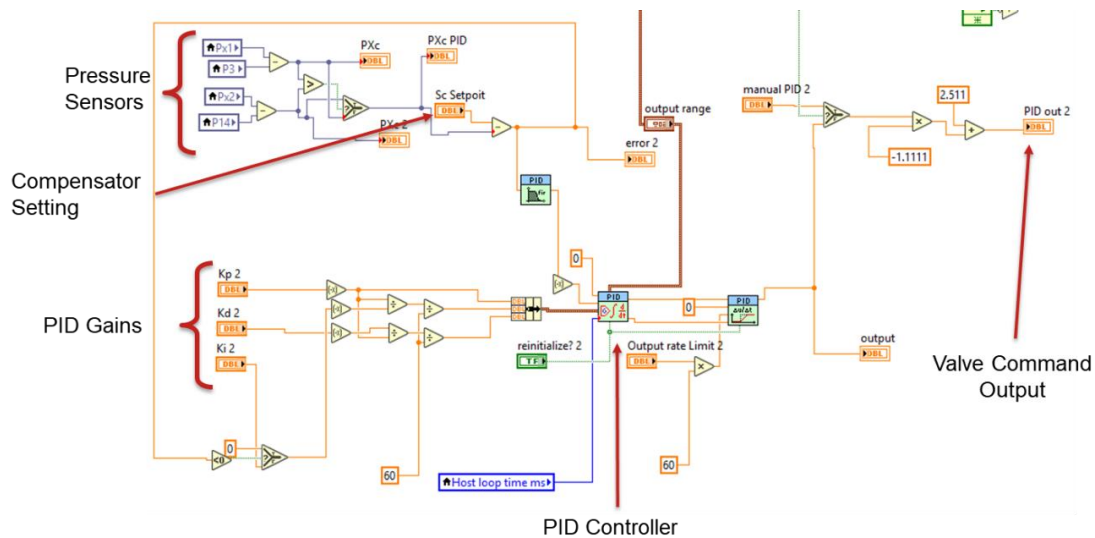 Pressure
Sensors
Px1
P3
Px2
P14
PXc
DBL
PXc PID
DBL
PXc 2
DBL
Sc Setpoit
DBL
error 2
DBL
output range
manual PID 2
DBL
2.511
-1.1111
PID out 2
DBL
Compensator
Setting
PID
PID Gains
Kp 2
DBL
Kd 2
DBL
Ki 2
DBL
0
PID
0
PID
reinitialize? 2
TF
Output rate Limit 2
DBL
output
DBL
Valve Command
Output
<0
0
60
60
Host loop time ms
PID Controller